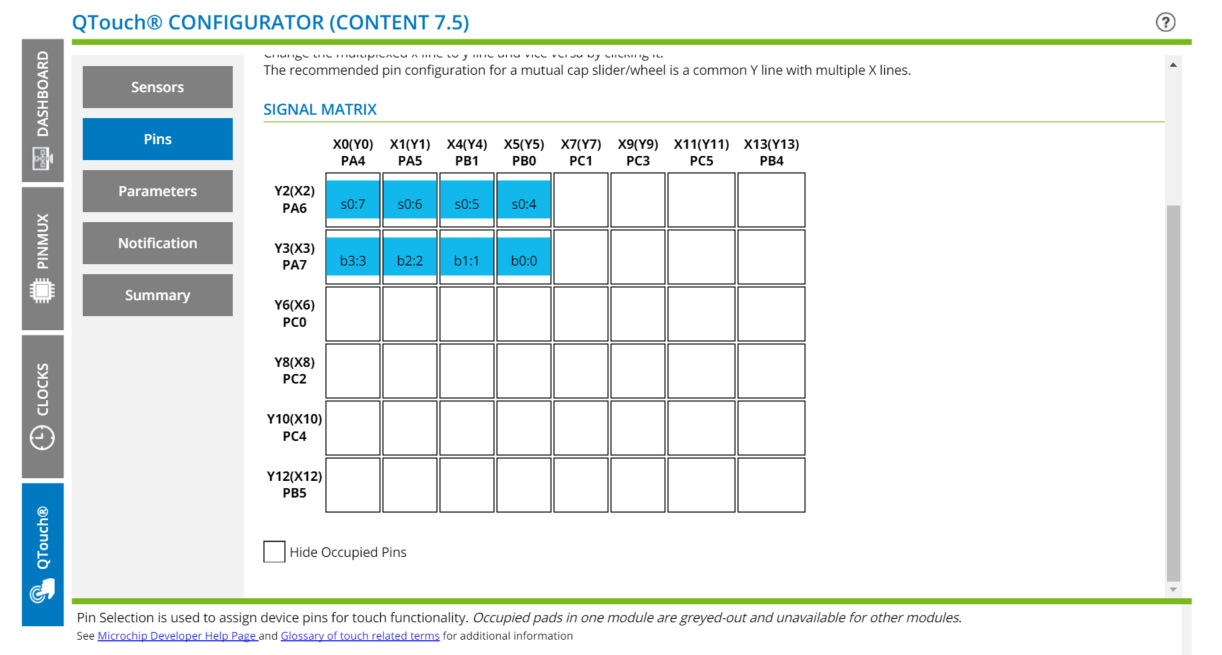 QTouch® CONFIGURATOR (CONTENT 7.5)
DASHBOARD
PINMUX
CLOCKS
QTouch®
Sensors
Pins
Parameters
Notification
Summary
The recommended pin configuration for a mutual cap slider/wheel is a common Y line with multiple X lines.
SIGNAL MATRIX
X0(Y0) X1(Y1) X4(Y4) X5(Y5) X7(Y7) X9(Y9) X11(Y11) X13(Y13)
PA4 PA5 PB1 PB0 PC1 PC3 PC5 PB4
Y2(X2)
PA6
s0:7 s0:6 s0:5 s0:4
Y3(X3)
PA7
b3:3 b2:2 b1:1 b0:0
Y6(X6)
PC0
Y8(X8)
PC2
Y10(X10)
PC4
Y12(X12)
PB5
Hide Occupied Pins
Pin Selection is used to assign device pins for touch functionality. Occupied pads in one module are greyed-out and unavailable for other modules.
See Microchip Developer Help Page and Glossary of touch related terms for additional information